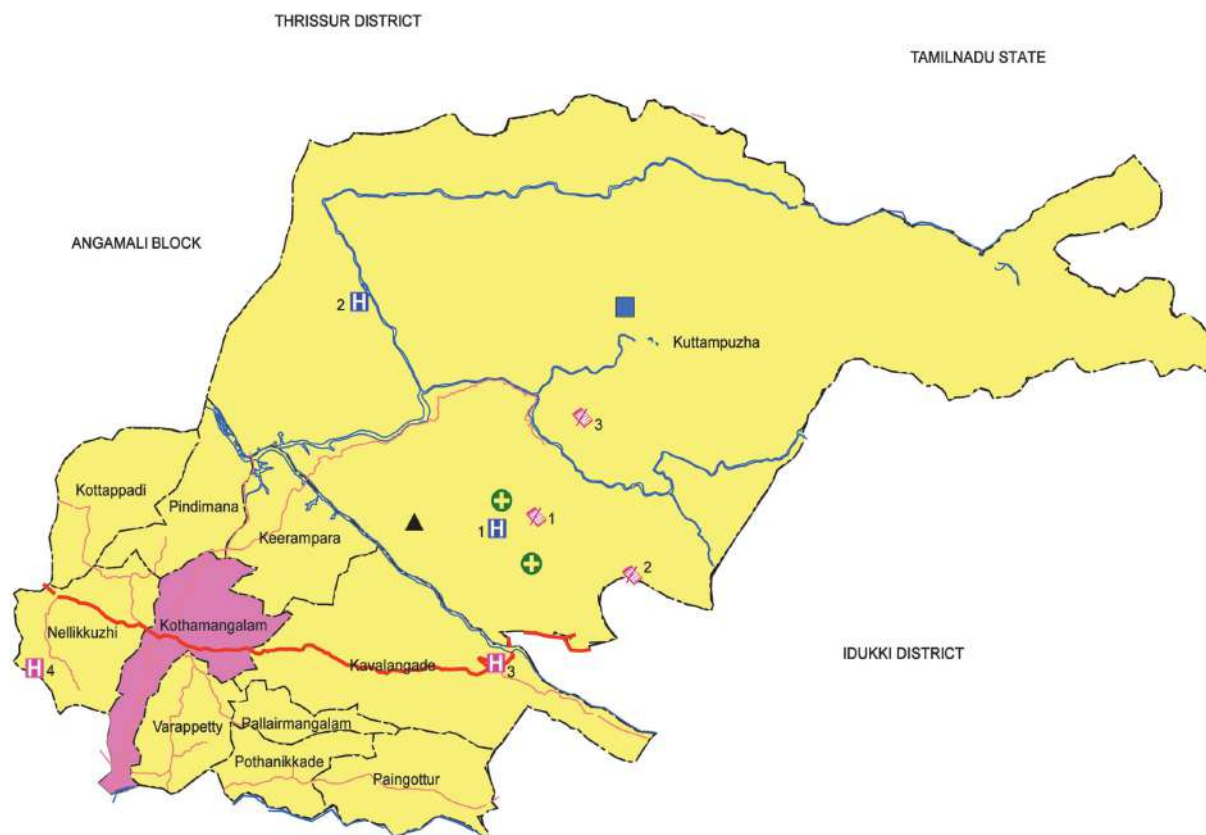 THRISSUR DISTRICT
TAMILNADU STATE
ANGAMALI BLOCK
2 H
Kuttampuzha
3
Kottappadi
Pindimana
1
1 H
Keerampara
2
Nellikkuzhi
Kothamangalam
IDUKKI DISTRICT
H 4
Kavalangade
H 3
Varappetty
Pallairmangalam
Pothanikkade
Paingottur